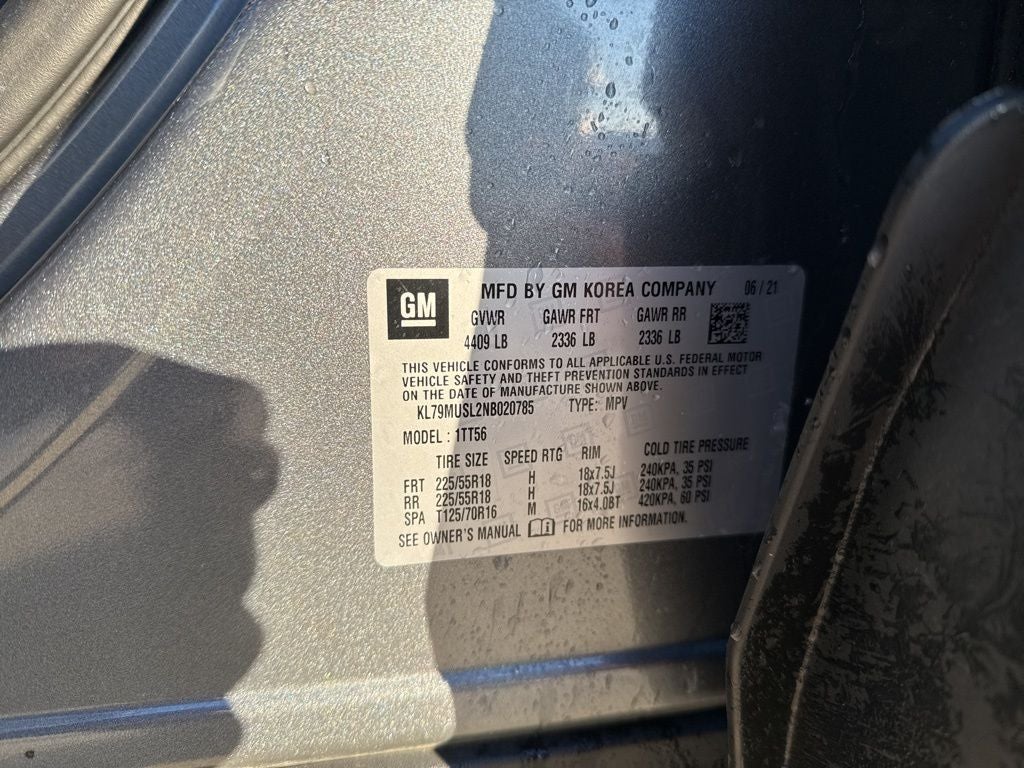 GM
MFD BY GM KOREA COMPANY 06/21
GVWR GAWR FRT GAWR RR
4409 LB 2336 LB 2336 LB
THIS VEHICLE CONFORMS TO ALL APPLICABLE U.S. FEDERAL MOTOR
VEHICLE SAFETY AND THEFT PREVENTION STANDARDS IN EFFECT
ON THE DATE OF MANUFACTURE SHOWN ABOVE.
KL79MUSL2NB020785 TYPE: MPV
MODEL : 1TT56
TIRE SIZE SPEED RTG RIM COLD TIRE PRESSURE
FRT 225/55R18 H 18x7.5J 240KPA, 35 PSI
RR 225/55R18 H 18x7.5J 240KPA, 35 PSI
SPA T125/70R16 M 16x4.0BT 420KPA, 60 PSI
SEE OWNER'S MANUAL FOR MORE INFORMATION.